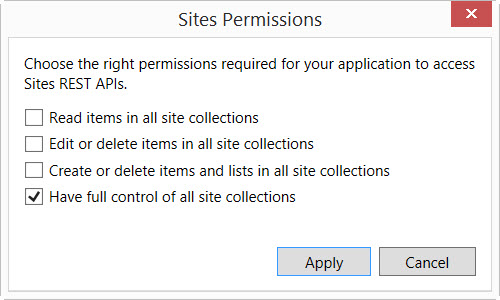 Sites Permissions
Choose the right permissions required for your application to access
Sites REST APIs.
Read items in all site collections
Edit or delete items in all site collections
Create or delete items and lists in all site collections
Have full control of all site collections
Apply
Cancel